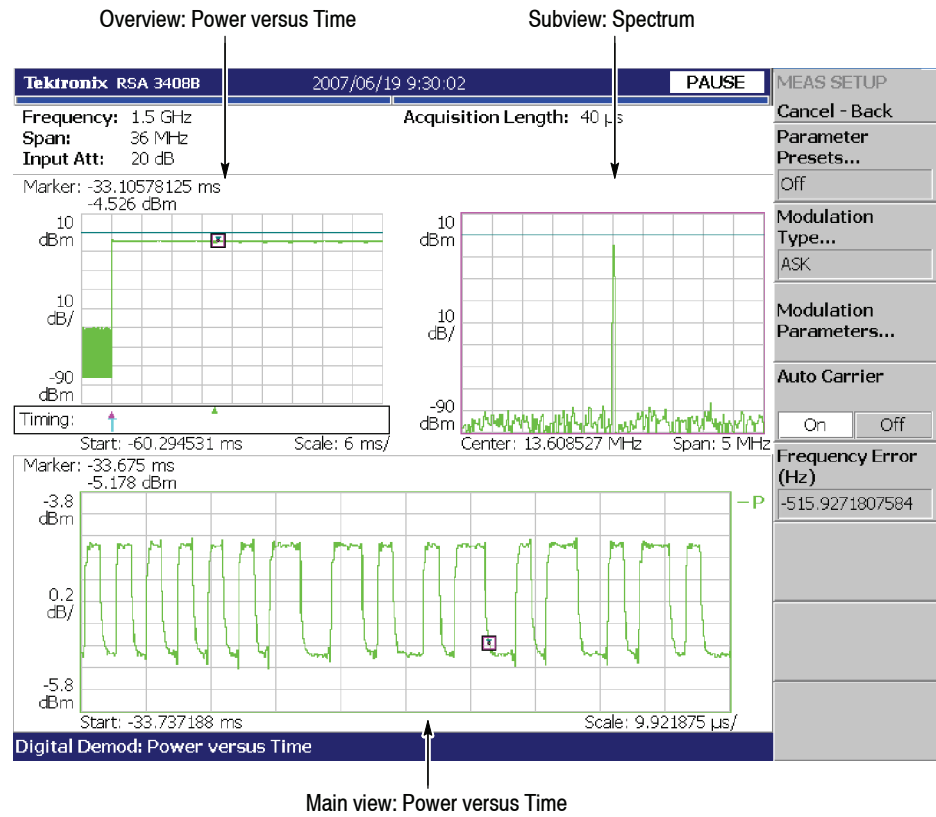 Overview: Power versus Time
Subview: Spectrum
Tektronix RSA 3408B 2007/06/19 9:30:02 PAUSE
Frequency: 1.5 GHz Acquisition Length: 40 µs
Span: 36 MHz
Input Att: 20 dB
Marker: -33.10578125 ms
-4.526 dBm
10
dBm
10
dB/
-90
dBm
Timing:
Start: -60.294531 ms Scale: 6 ms/
10
dBm
10
dB/
-90
dBm
Center: 13.608527 MHz Span: 5 MHz
Marker: -33.675 ms
-5.178 dBm
-3.8
dBm
P
0.2
dB/
-5.8
dBm
Start: -33.737188 ms Scale: 9.921875 µs/
Digital Demod: Power versus Time
MEAS SETUP
Cancel - Back
Parameter
Presets...
Off
Modulation
Type...
ASK
Modulation
Parameters...
Auto Carrier
On Off
Frequency Error
(Hz)
-515.9271807584
Main view: Power versus Time